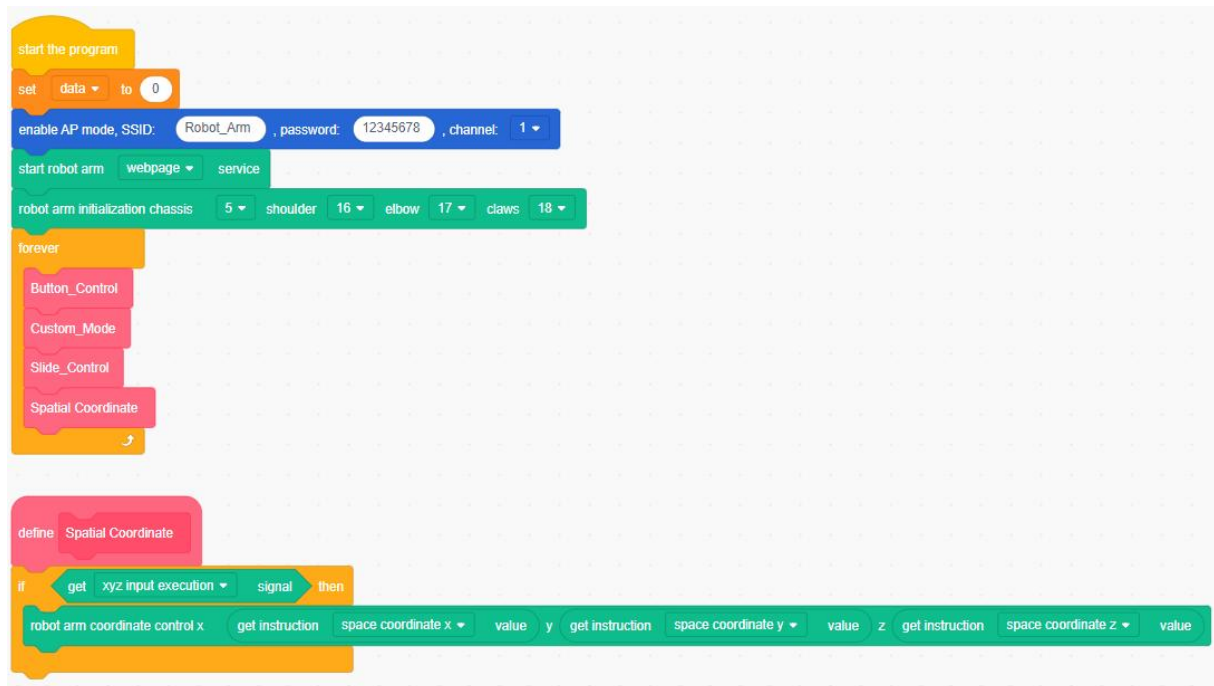 start the program
set data to 0
enable AP mode, SSID: Robot_Arm , password: 12345678 , channel: 1
start robot arm webpage service
robot arm initialization chassis 5 shoulder 16 elbow 17 claws 18
forever
Button_Control
Custom_Mode
Slide_Control
Spatial Coordinate
define Spatial Coordinate
if get xyz input execution signal then
robot arm coordinate control x get instruction space coordinate x value y get instruction space coordinate y value z get instruction space coordinate z value